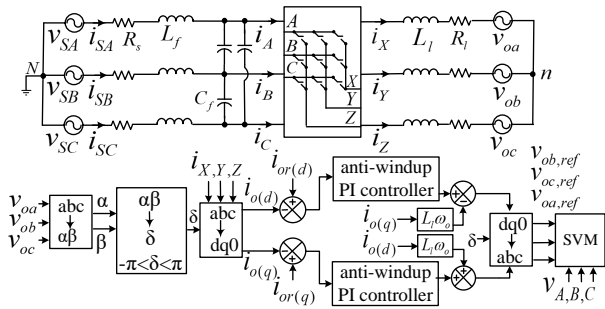 v_SA i_SA R_s L_f i_A A i_X L_l R_l v_oa
N v_SB i_SB C_f i_B B C X Y i_Y v_ob n
v_SC i_SC i_C Z i_Z v_oc
v_oa v_ob v_oc
abc
αβ
α
β
αβ
δ
-π<δ<π
δ
i_X,Y,Z
abc
dq0
i_o(d)
i_or(d)
i_o(q)
i_or(q)
anti-windup
PI controller
i_o(q) L_lω_o
i_o(d) L_lω_o
anti-windup
PI controller
δ
dq0
abc
v_ob,ref
v_oc,ref
v_oa,ref
SVM
v_A,B,C